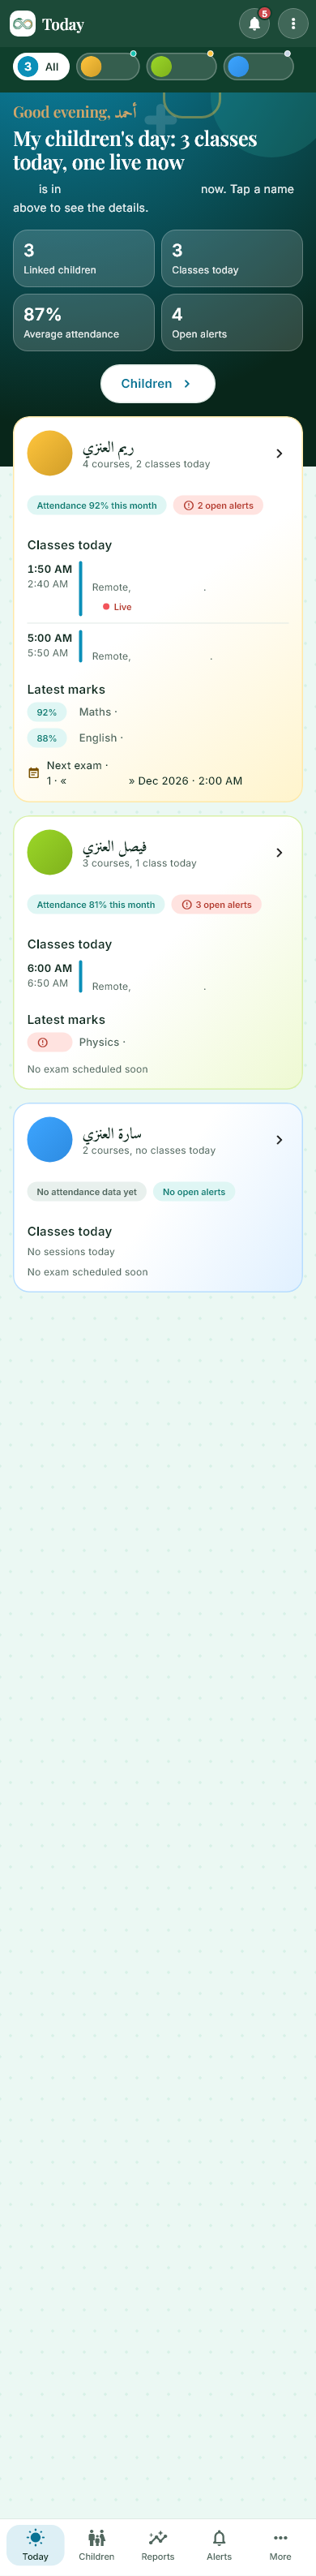 Today
5
3 All
Good evening, أحمد
My children's day: 3 classes
today, one live now
is in now. Tap a name
above to see the details.
3
Linked children
3
Classes today
87%
Average attendance
4
Open alerts
Children
ريم العنزي
4 courses, 2 classes today
Attendance 92% this month
2 open alerts
Classes today
1:50 AM
2:40 AM
Remote, .
Live
5:00 AM
5:50 AM
Remote, .
Latest marks
92% Maths ·
88% English ·
Next exam ·
1 · « » Dec 2026 · 2:00 AM
فيصل العنزي
3 courses, 1 class today
Attendance 81% this month
3 open alerts
Classes today
6:00 AM
6:50 AM
Remote, .
Latest marks
Physics ·
No exam scheduled soon
سارة العنزي
2 courses, no classes today
No attendance data yet
No open alerts
Classes today
No sessions today
No exam scheduled soon
Today
Children
Reports
Alerts
More